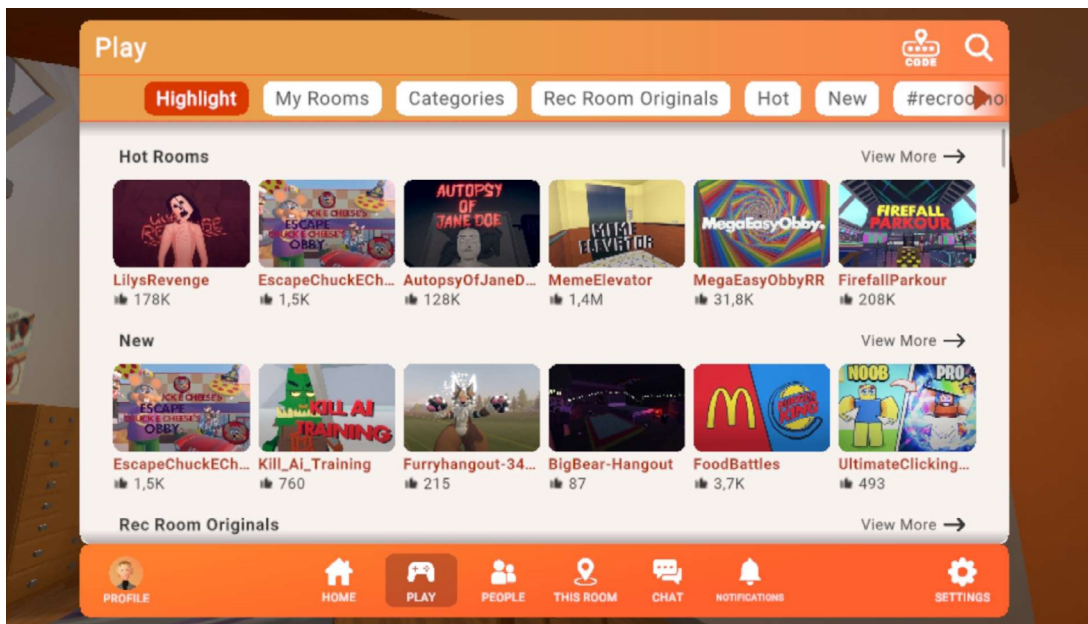 Play
CODE
Highlight My Rooms Categories Rec Room Originals Hot New
Hot Rooms View More
AUTOPSY
OF
JANE DOE
ESCAPE
OBBY
MEME
ELEVATOR
MegaEasyObby.
FIREFALL
PARKOUR
LilysRevenge EscapeChuckECh... AutopsyOfJaneD... MemeElevator MegaEasyObbyRR FirefallParkour
178K 1,5K 128K 1,4M 31,8K 208K
New View More
ESCAPE
OBBY
KILL AI
TRAINING
NOOB PRO
EscapeChuckECh... Kill_Ai_Training Furryhangout-34... BigBear-Hangout FoodBattles UltimateClicking...
1,5K 760 215 87 3,7K 493
Rec Room Originals View More
PROFILE HOME PLAY PEOPLE THIS ROOM CHAT NOTIFICATIONS SETTINGS